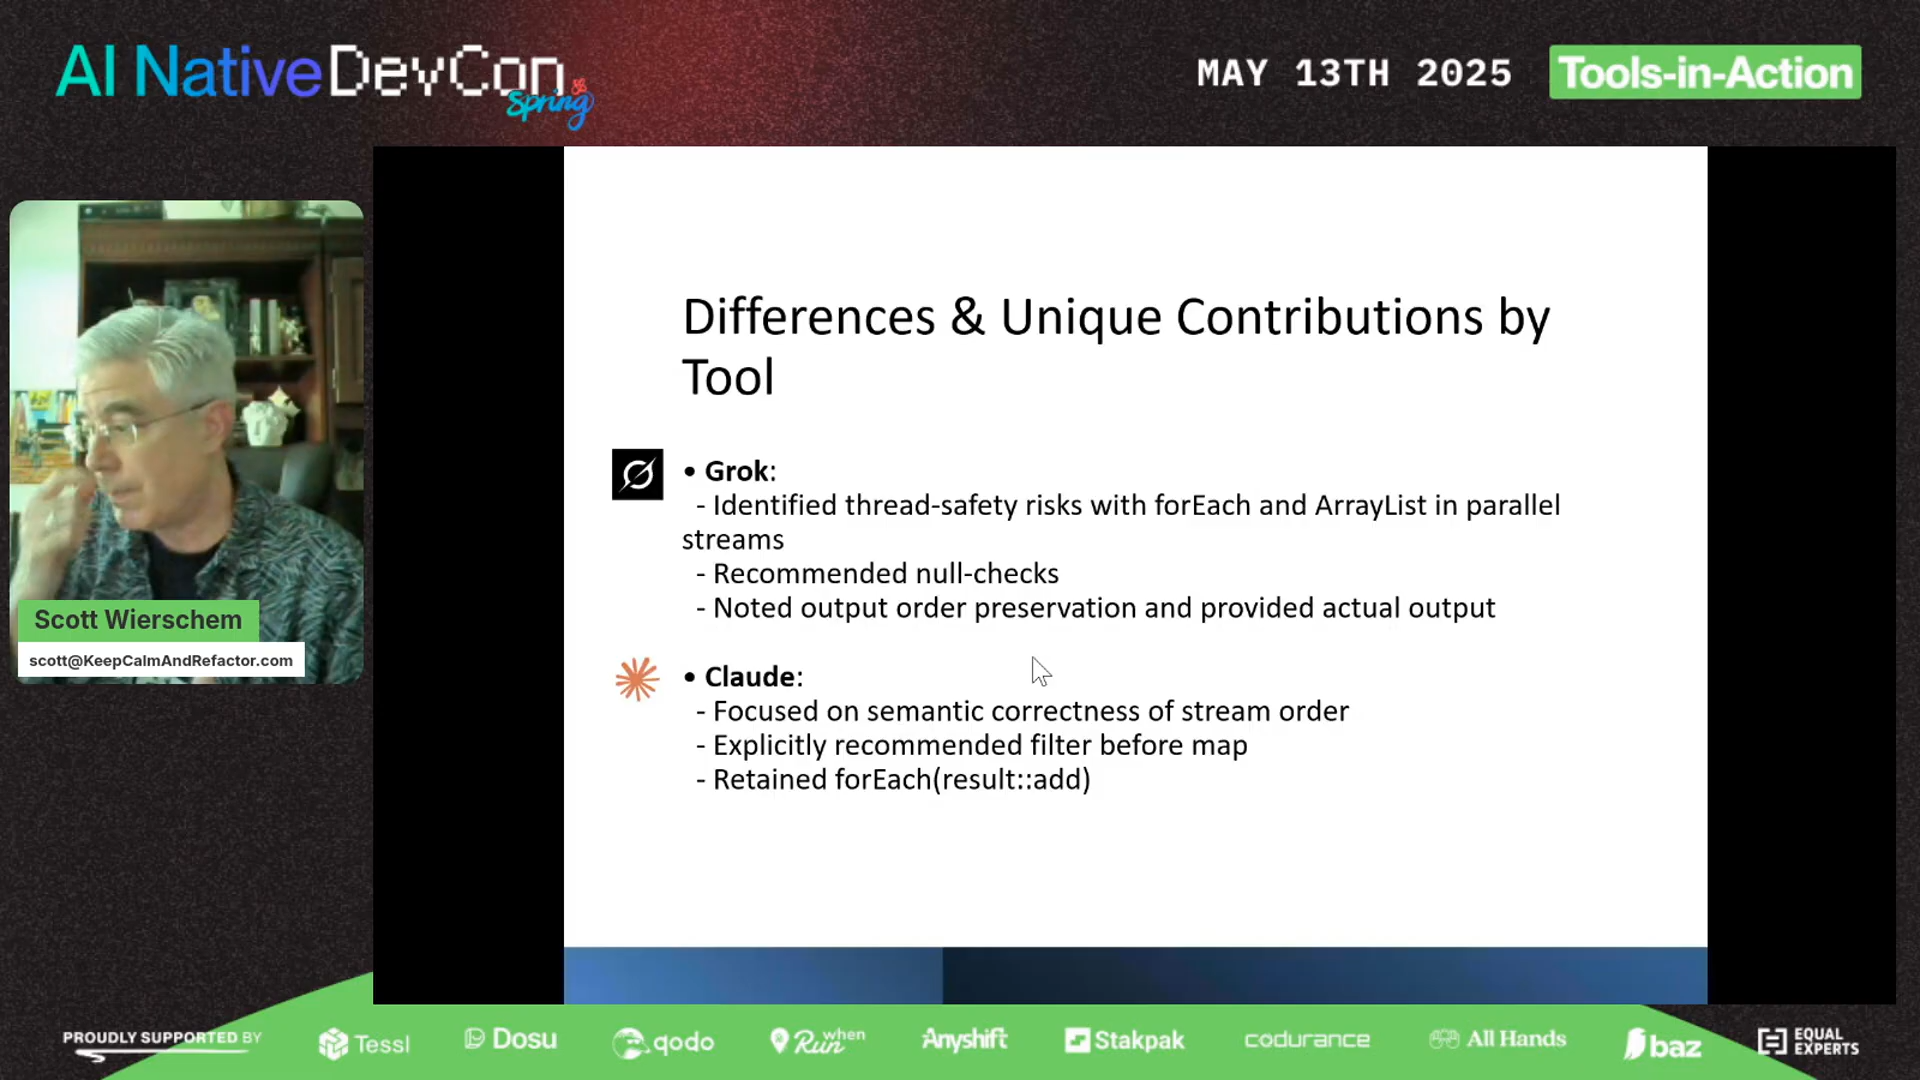 AI Native DevCon
Spring
MAY 13TH 2025
Tools-in-Action
Differences & Unique Contributions by
Tool
• Grok:
- Identified thread-safety risks with forEach and ArrayList in parallel
streams
- Recommended null-checks
- Noted output order preservation and provided actual output
• Claude:
- Focused on semantic correctness of stream order
- Explicitly recommended filter before map
- Retained forEach(result::add)
Scott Wierschem
scott@KeepCalmAndRefactor.com
PROUDLY SUPPORTED BY
Tessl
Dosu
qodo
Run when
Anyshift
Stakpak
codurance
All Hands
baz
EQUAL
EXPERTS